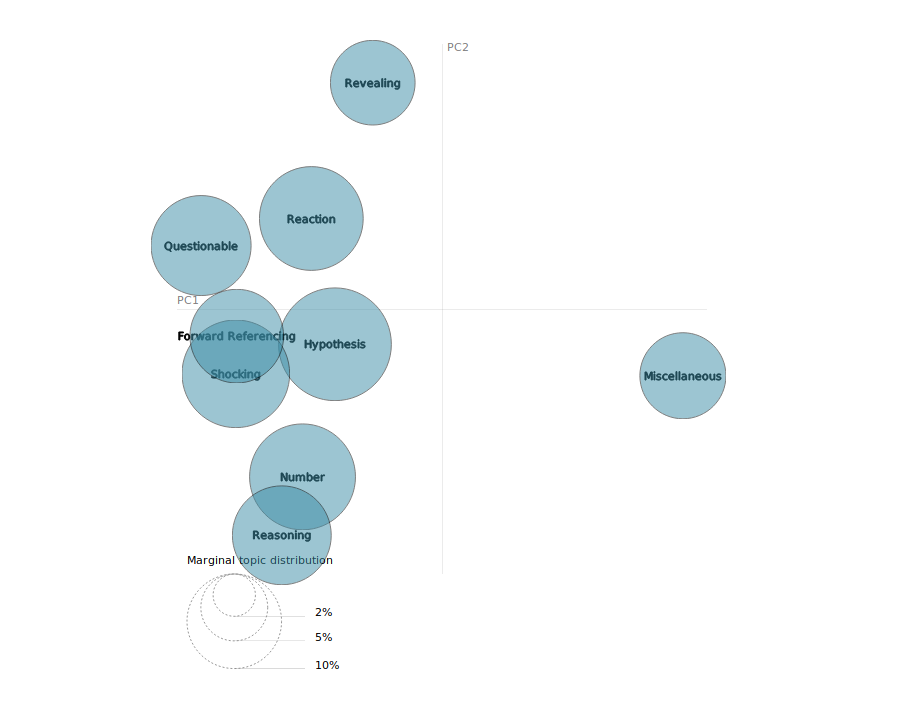 PC2
Revealing
Reaction
Questionable
PC1
Forward Referencing
Hypothesis
Shocking
Miscellaneous
Number
Reasoning
Marginal topic distribution
2%
5%
10%